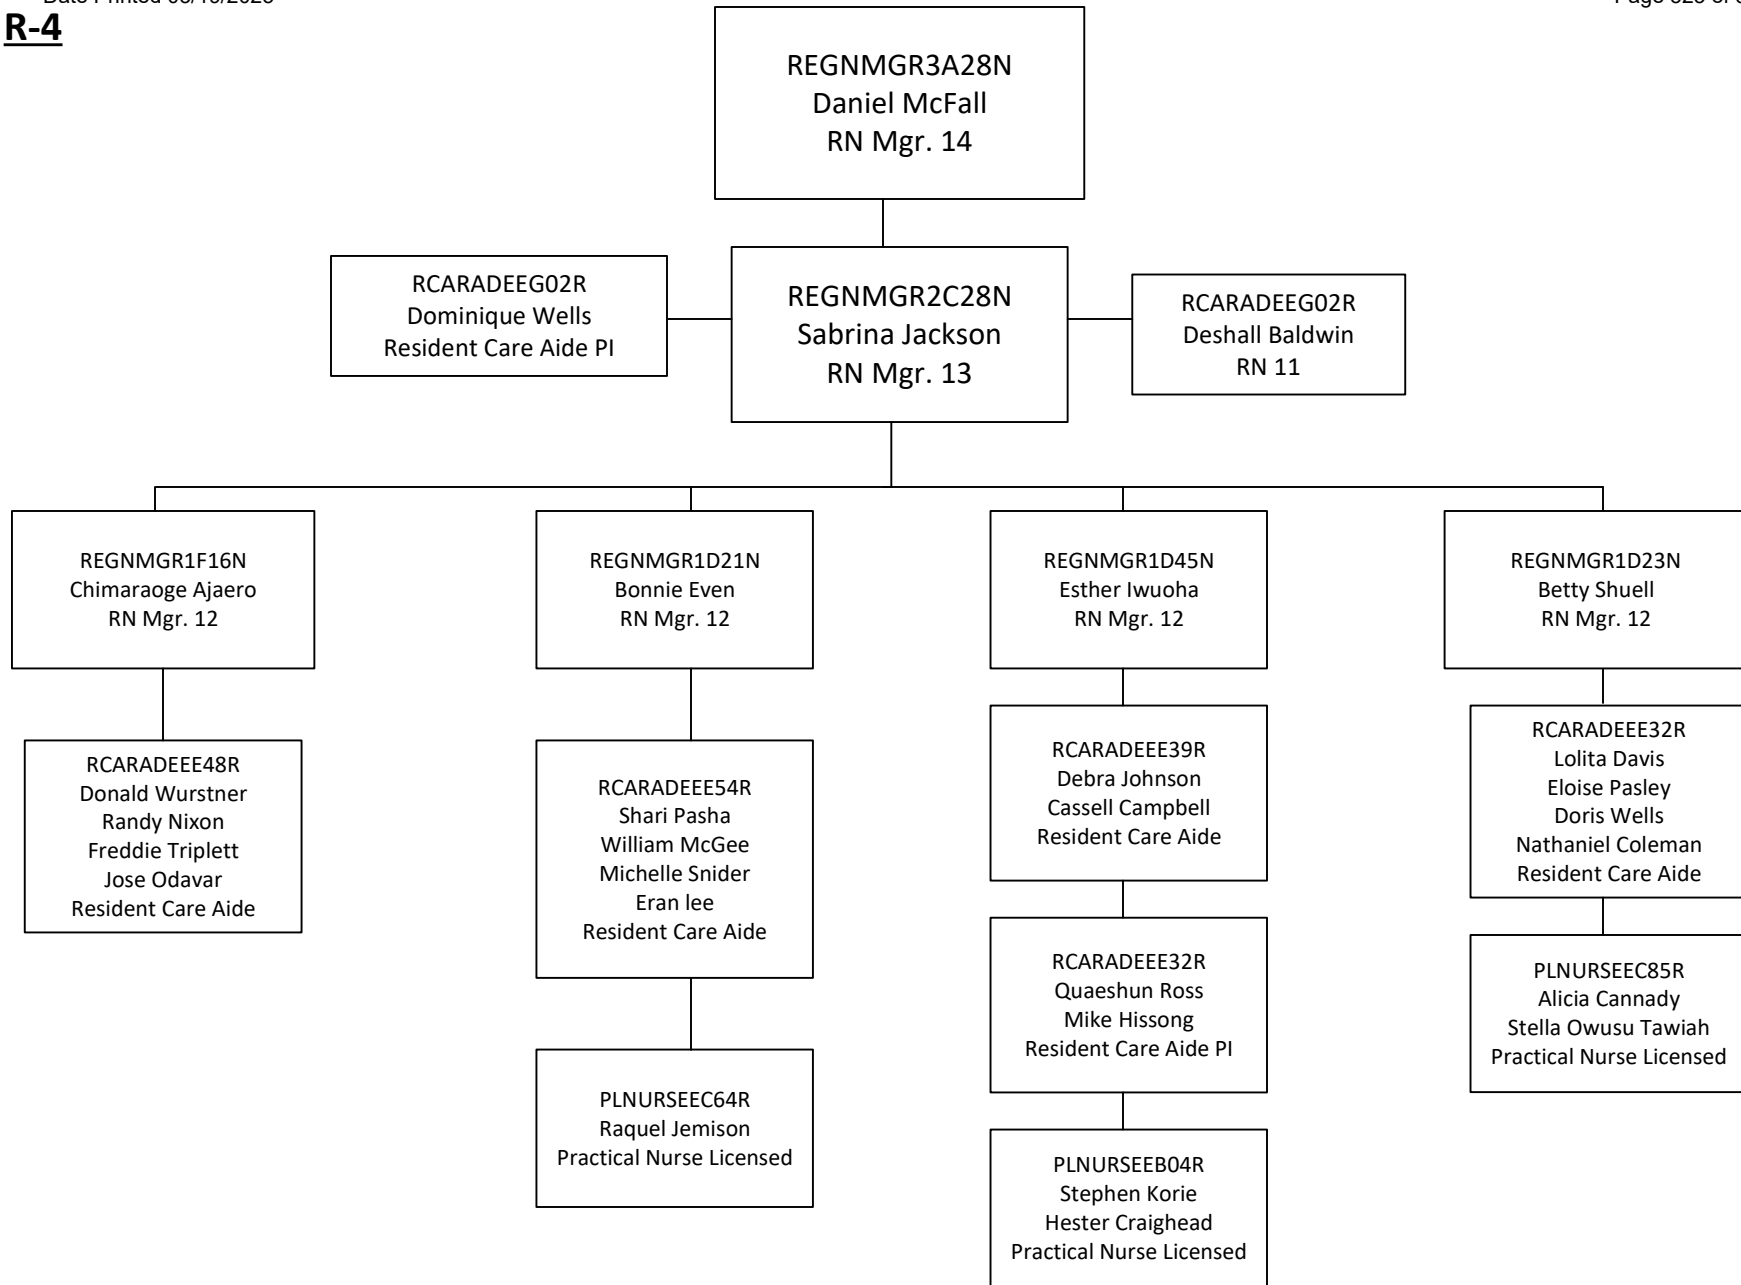 R-4
REGNMGR3A28N
Daniel McFall
RN Mgr. 14
RCARADEEG02R
Dominique Wells
Resident Care Aide PI
REGNMGR2C28N
Sabrina Jackson
RN Mgr. 13
RCARADEEG02R
Deshall Baldwin
RN 11
REGNMGR1F16N
Chimaraoge Ajaero
RN Mgr. 12
REGNMGR1D21N
Bonnie Even
RN Mgr. 12
REGNMGR1D45N
Esther Iwuoha
RN Mgr. 12
REGNMGR1D23N
Betty Shuell
RN Mgr. 12
RCARADEEE48R
Donald Wurstner
Randy Nixon
Freddie Triplett
Jose Odavar
Resident Care Aide
RCARADEEE54R
Shari Pasha
William McGee
Michelle Snider
Eran lee
Resident Care Aide
RCARADEEE39R
Debra Johnson
Cassell Campbell
Resident Care Aide
RCARADEEE32R
Lolita Davis
Eloise Pasley
Doris Wells
Nathaniel Coleman
Resident Care Aide
RCARADEEE32R
Quaeshun Ross
Mike Hissong
Resident Care Aide PI
PLNURSEEC85R
Alicia Cannady
Stella Owusu Tawiah
Practical Nurse Licensed
PLNURSEEC64R
Raquel Jemison
Practical Nurse Licensed
PLNURSEEB04R
Stephen Korie
Hester Craighead
Practical Nurse Licensed